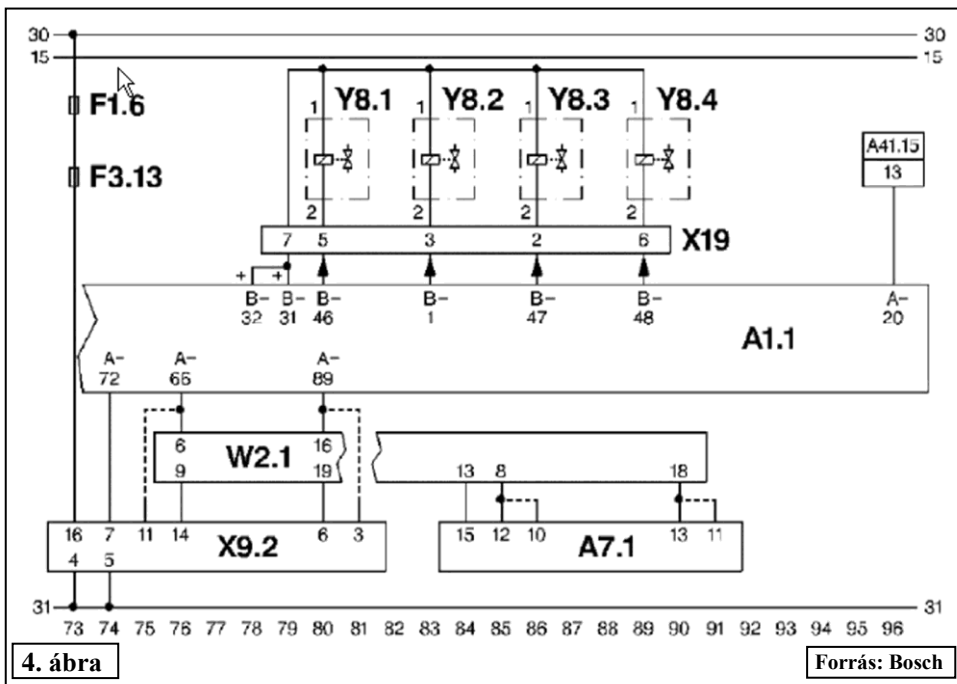 30 30
15 15
F1.6
F3.13
Y8.1 Y8.2 Y8.3 Y8.4
1 1 1 1
A41.15
13
2 2 2 2
7 5 3 2 6 X19
+ +
B- B- B- B- B- B- A-
32 31 46 1 47 48 20
A1.1
A- A- A-
72 66 89
6 16
W2.1
9 19 13 8 18
16 7 11 14 6 3 15 12 10 13 11
X9.2 A7.1
4 5
31 31
73 74 75 76 77 78 79 80 81 82 83 84 85 86 87 88 89 90 91 92 93 94 95 96
4. ábra Forrás: Bosch